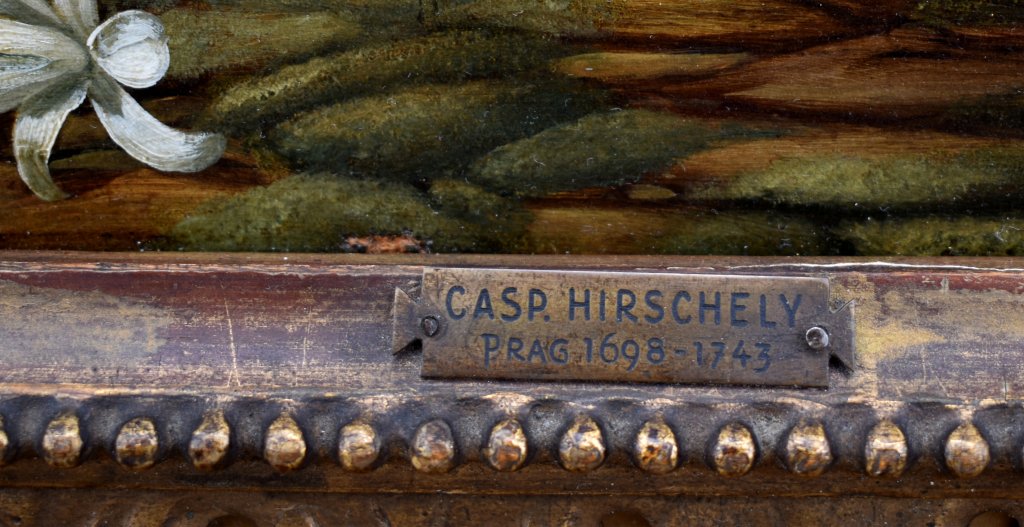 CASP. HIRSCHELY
PRAG 1698-1743